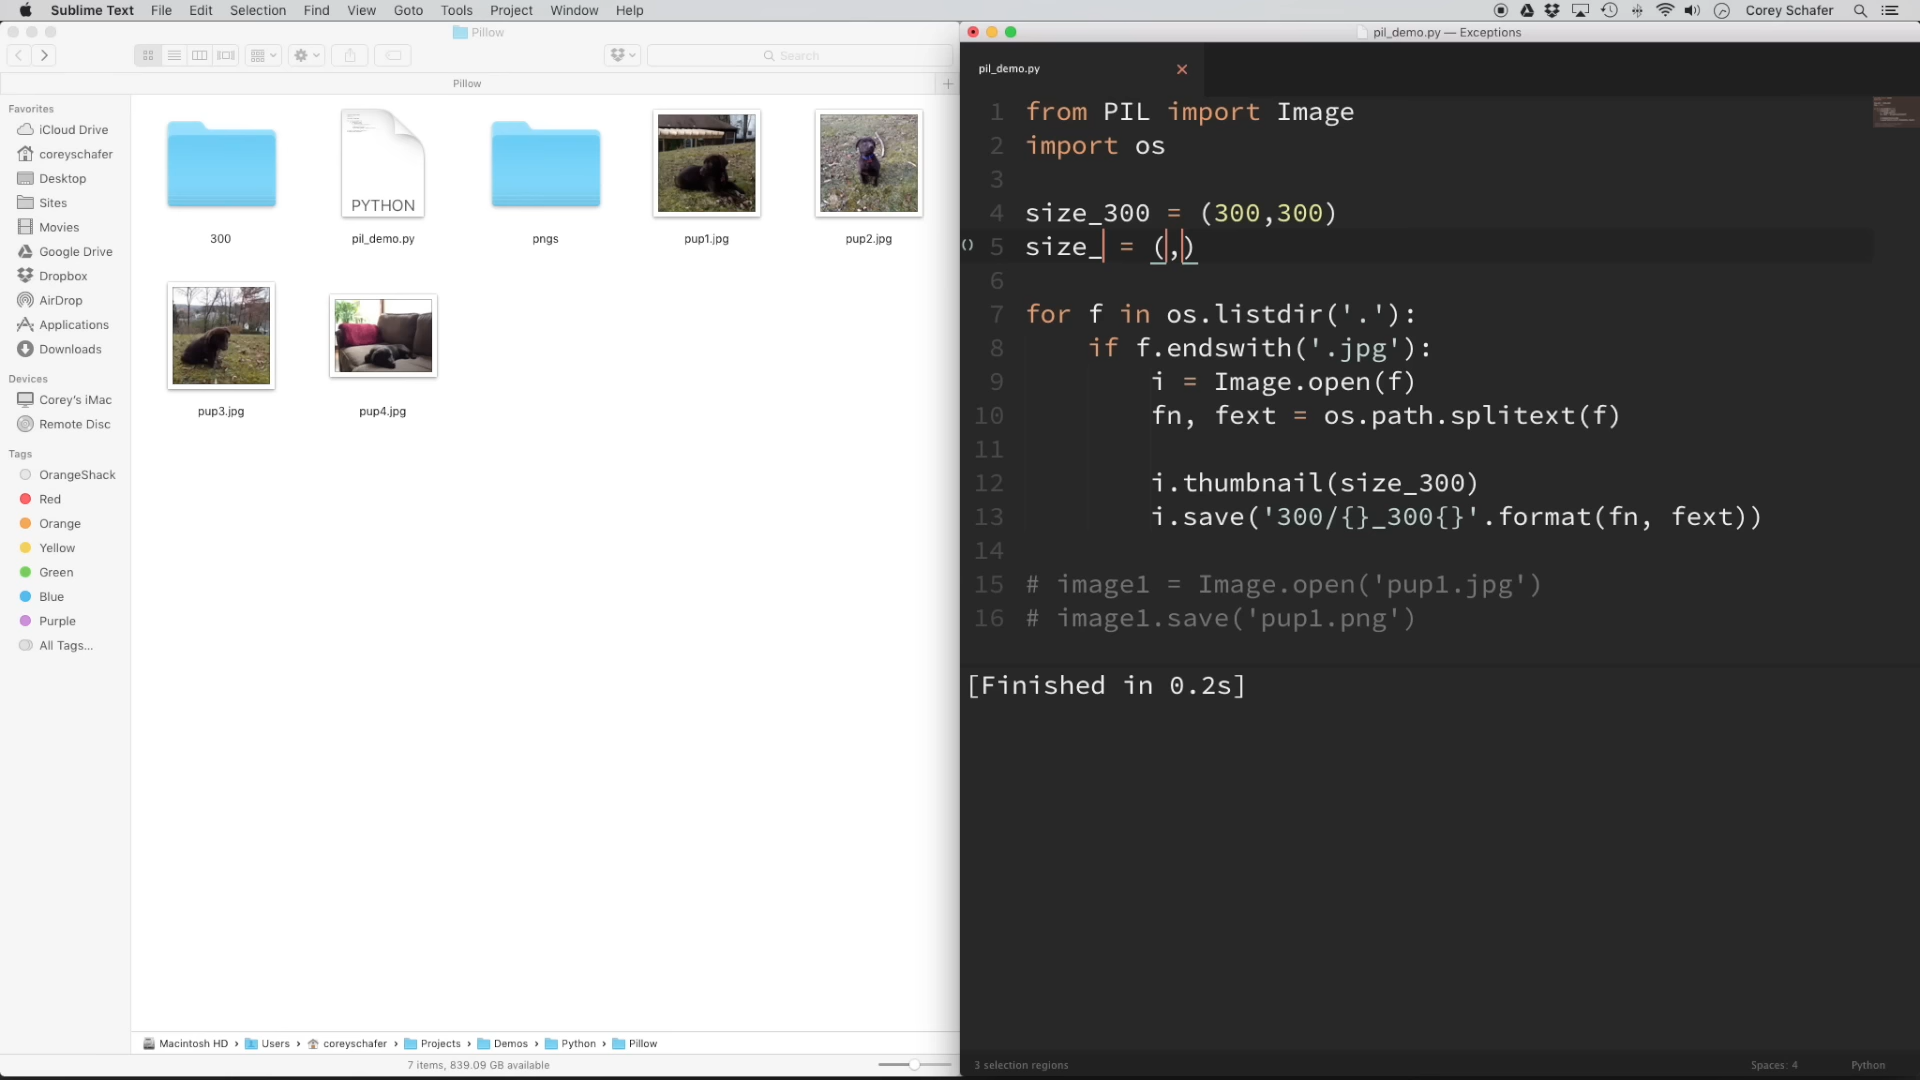 Sublime Text File Edit Selection Find View Goto Tools Project Window Help
Corey Schafer
Pillow
Search
Pillow
Favorites
iCloud Drive
coreyschafer
Desktop
Sites
Movies
Google Drive
Dropbox
AirDrop
Applications
Downloads
Devices
Corey's iMac
Remote Disc
Tags
OrangeShack
Red
Orange
Yellow
Green
Blue
Purple
All Tags...
PYTHON
300 pil_demo.py pngs pup1.jpg pup2.jpg
pup3.jpg pup4.jpg
Macintosh HD › Users › coreyschafer › Projects › Demos › Python › Pillow
7 items, 839.09 GB available
pil_demo.py — Exceptions
pil_demo.py
1 from PIL import Image
2 import os
3
4 size_300 = (300,300)
5 size_ = (,)
6
7 for f in os.listdir('.'):
8 if f.endswith('.jpg'):
9 i = Image.open(f)
10 fn, fext = os.path.splitext(f)
11
12 i.thumbnail(size_300)
13 i.save('300/{}_300{}'.format(fn, fext))
14
15 # image1 = Image.open('pup1.jpg')
16 # image1.save('pup1.png')
[Finished in 0.2s]
3 selection regions Spaces: 4 Python